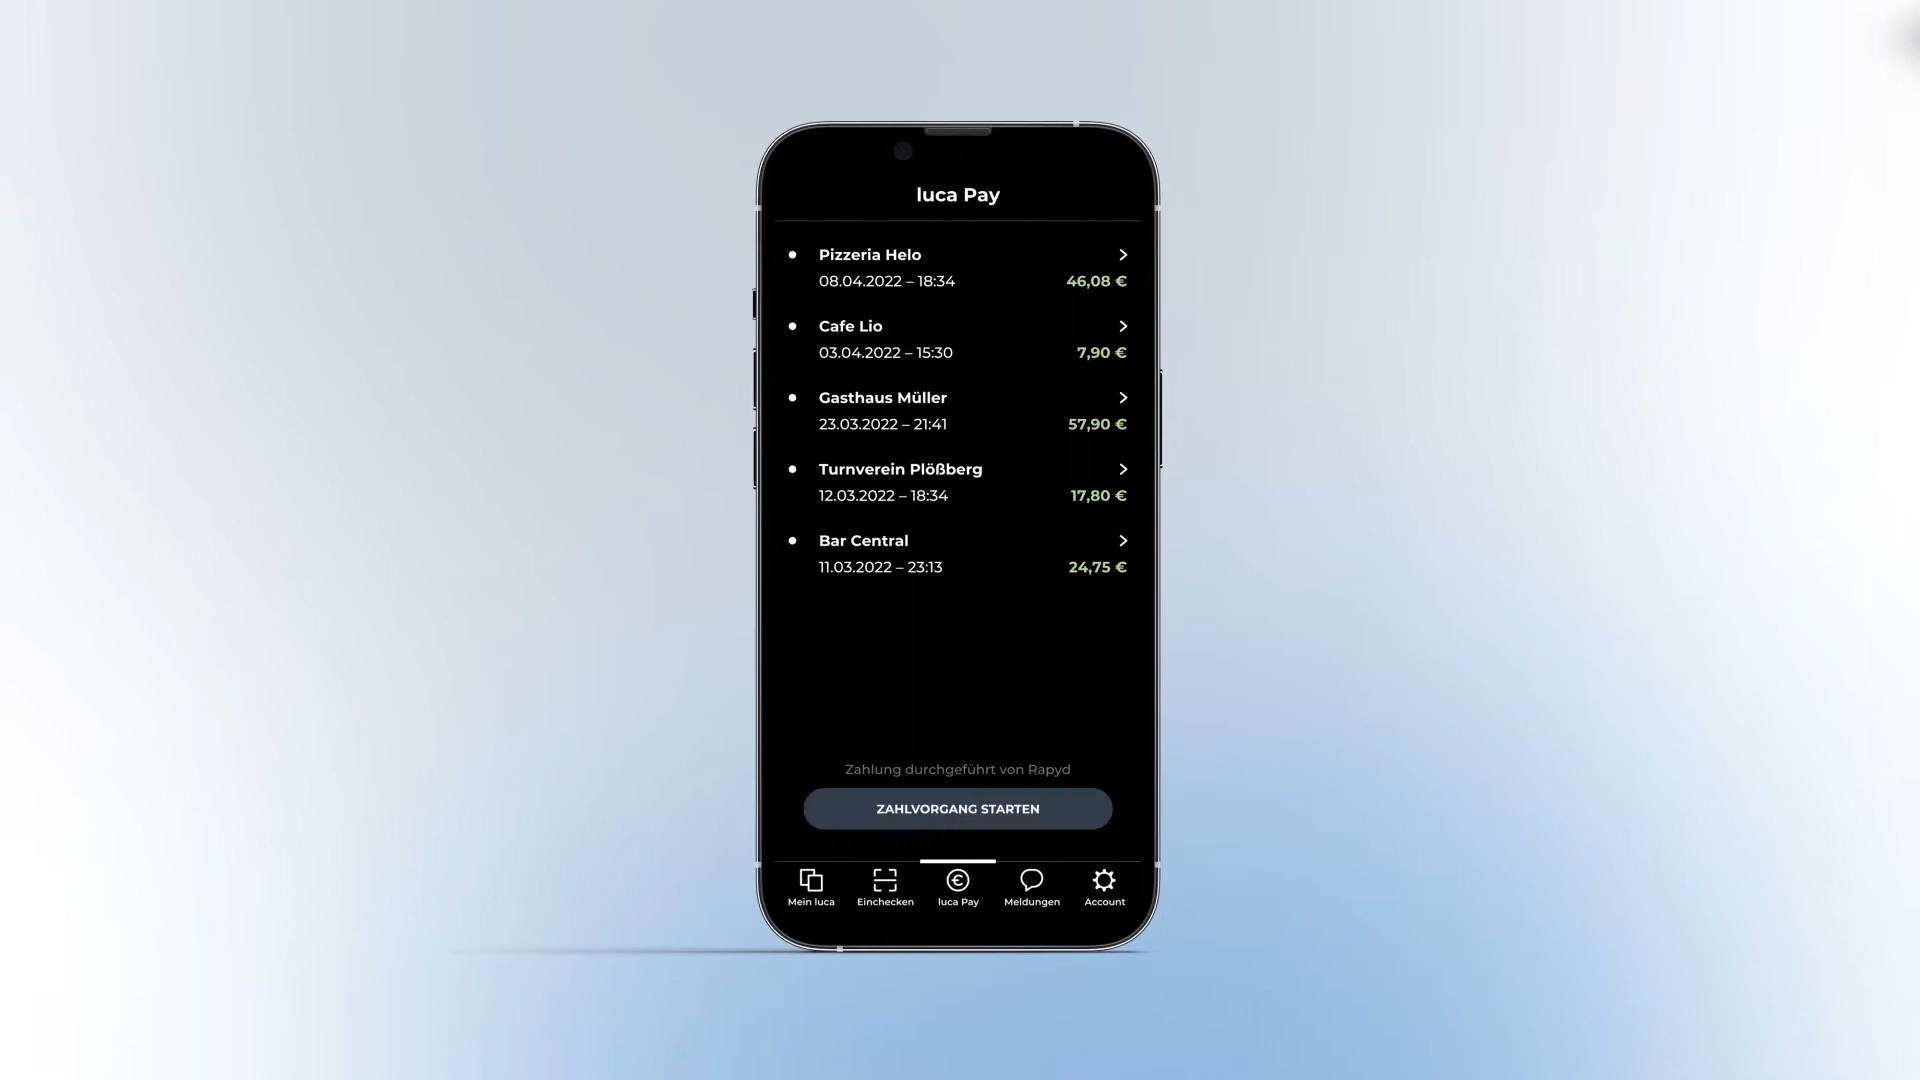 luca Pay
Pizzeria Helo
08.04.2022 – 18:34 46,08 €
Cafe Lio
03.04.2022 – 15:30 7,90 €
Gasthaus Müller
23.03.2022 – 21:41 57,90 €
Turnverein Plößberg
12.03.2022 – 18:34 17,80 €
Bar Central
11.03.2022 – 23:13 24,75 €
Zahlung durchgeführt von Rapyd
ZAHLVORGANG STARTEN
Mein luca Einchecken luca Pay Meldungen Account